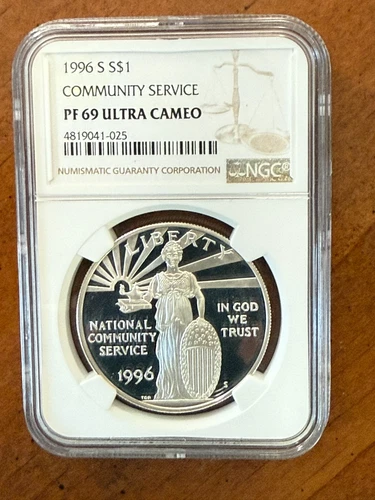 1996 S S$1
COMMUNITY SERVICE
PF 69 ULTRA CAMEO
4819041-025
NUMISMATIC GUARANTY CORPORATION
NGC®
LIBERTY
NATIONAL
COMMUNITY
SERVICE
IN GOD
WE
TRUST
1996
S